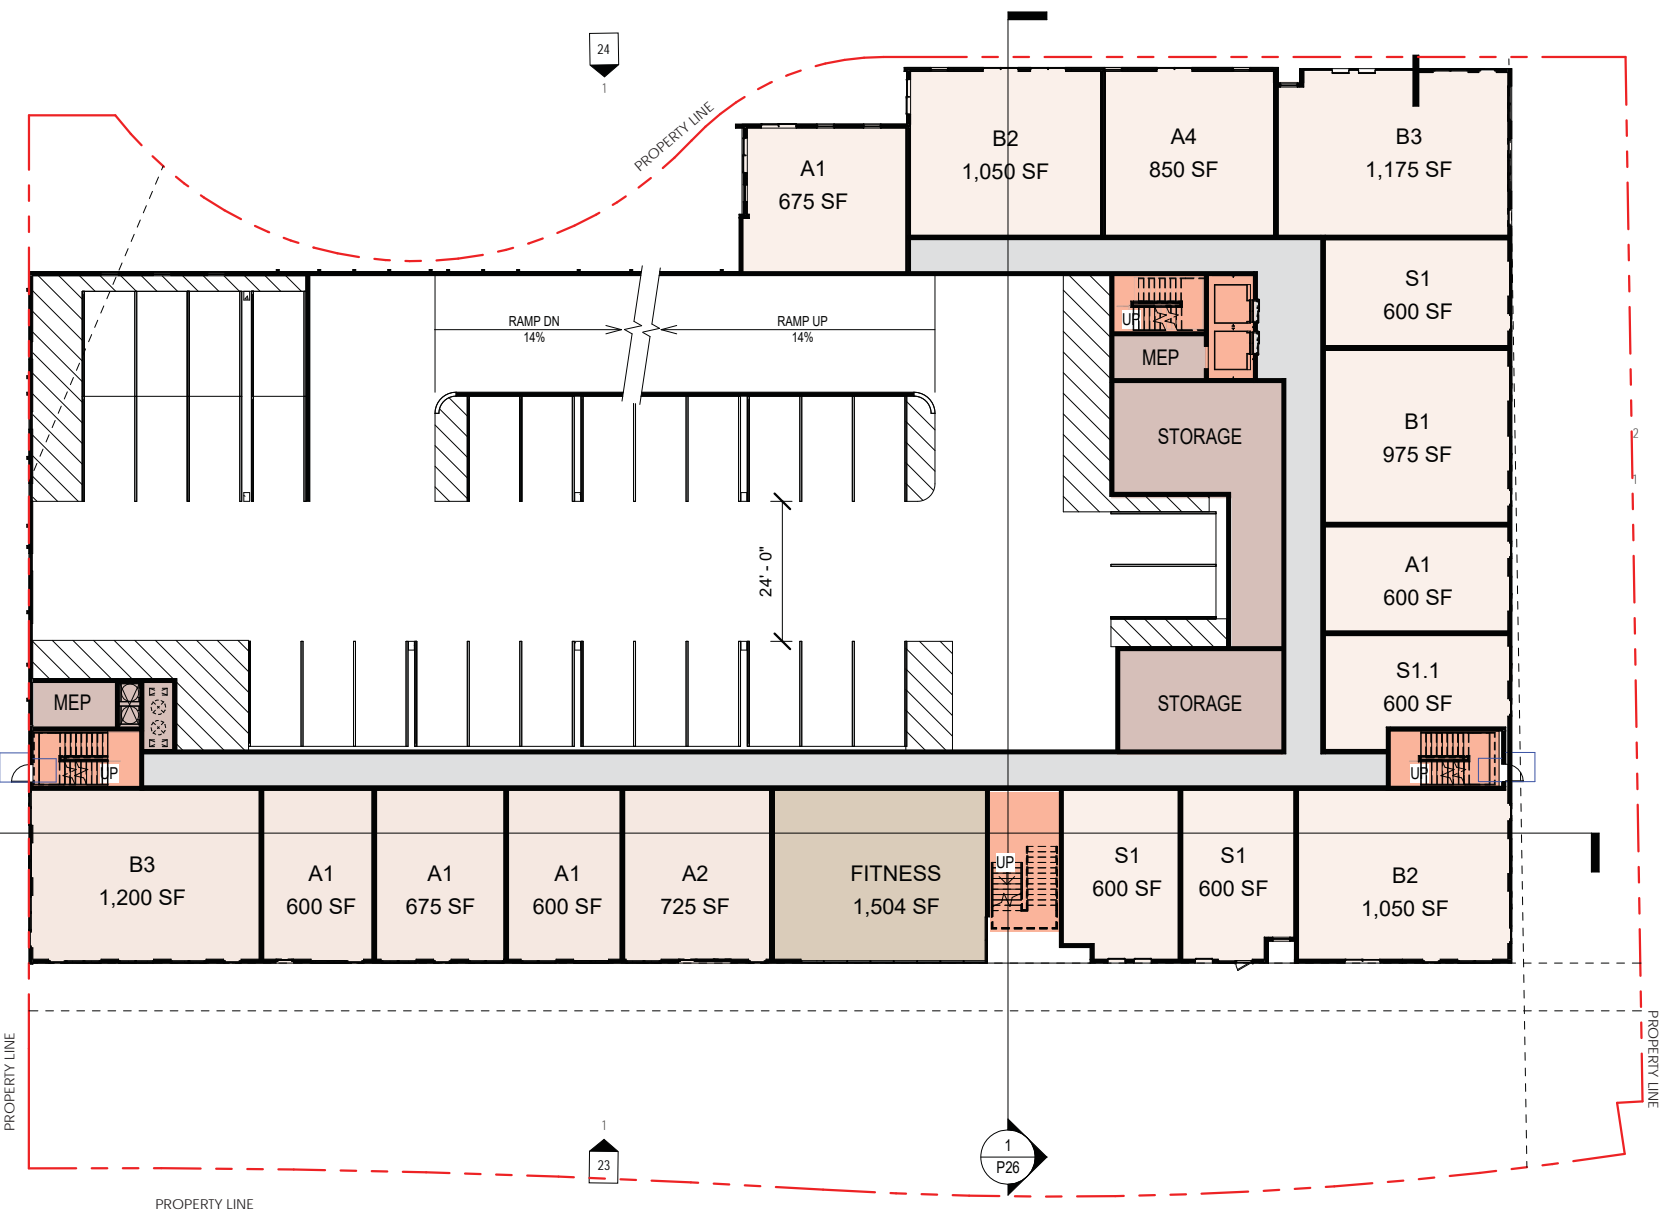 24
1
PROPERTY LINE
B2
1,050 SF
A4
850 SF
B3
1,175 SF
A1
675 SF
S1
600 SF
RAMP DN
14%
RAMP UP
14%
UP
MEP
STORAGE
B1
975 SF
2
1
24' - 0"
A1
600 SF
S1.1
600 SF
MEP
STORAGE
UP
UP
B3
1,200 SF
A1
600 SF
A1
675 SF
A1
600 SF
A2
725 SF
FITNESS
1,504 SF
UP
S1
600 SF
S1
600 SF
B2
1,050 SF
PROPERTY LINE
PROPERTY LINE
1
23
1
P26
PROPERTY LINE